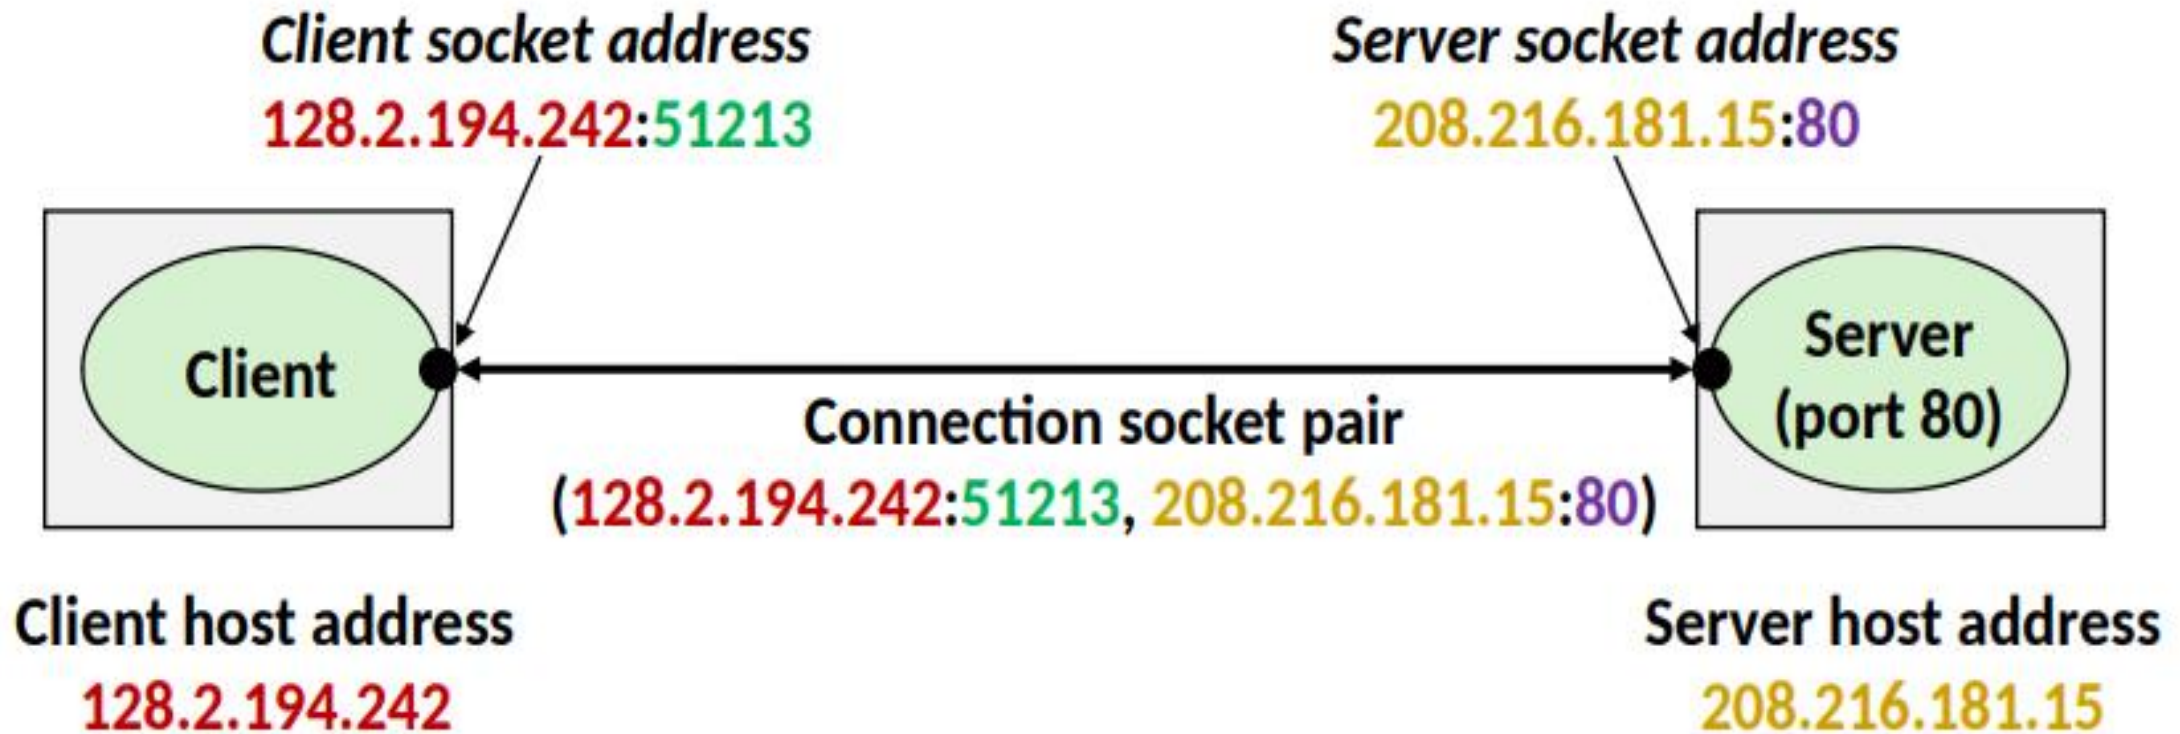 Client socket address
128.2.194.242:51213
Server socket address
208.216.181.15:80
Client
Server
(port 80)
Connection socket pair
(128.2.194.242:51213, 208.216.181.15:80)
Client host address
128.2.194.242
Server host address
208.216.181.15